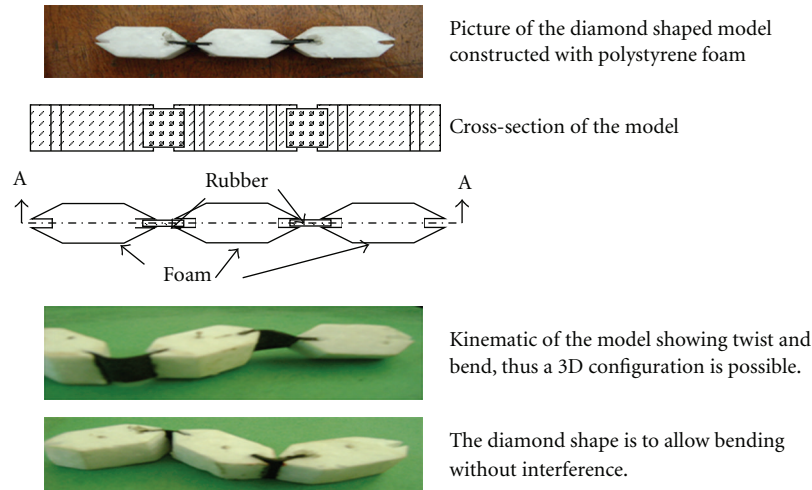 Picture of the diamond shaped model
constructed with polystyrene foam
Cross-section of the model
A
Rubber
A
Foam
Kinematic of the model showing twist and
bend, thus a 3D configuration is possible.
The diamond shape is to allow bending
without interference.